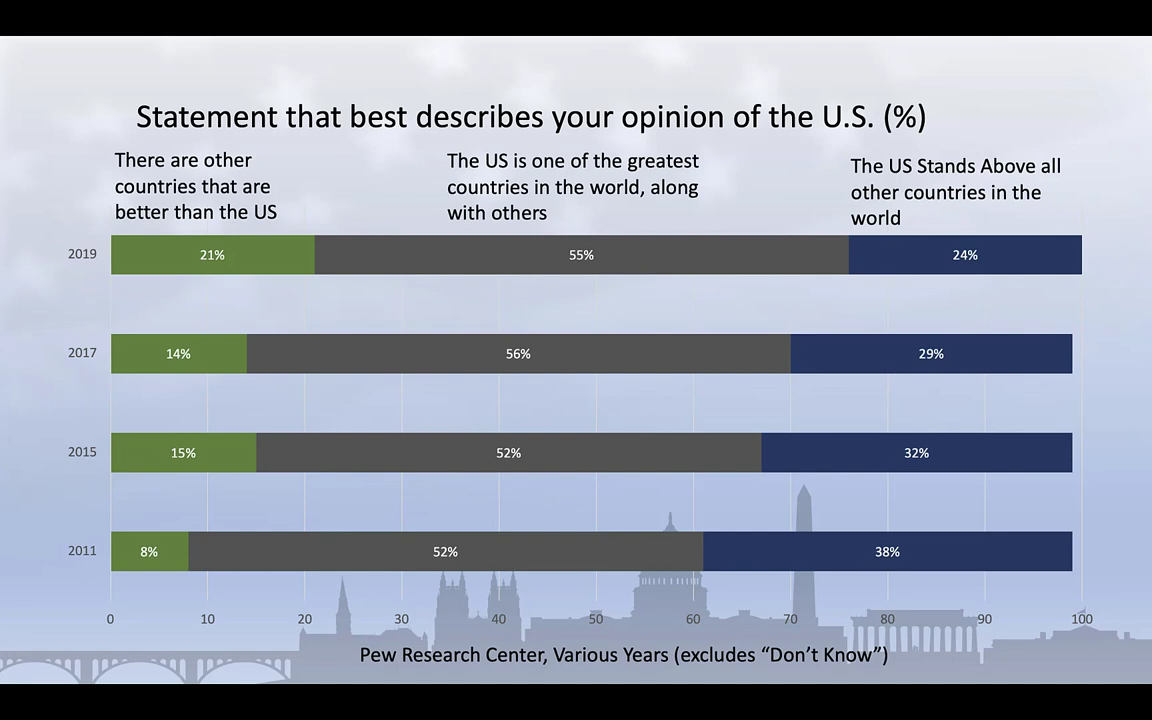 Statement that best describes your opinion of the U.S. (%)
There are other
countries that are
better than the US
The US is one of the greatest
countries in the world, along
with others
The US Stands Above all
other countries in the
world
2019 21% 55% 24%
2017 14% 56% 29%
2015 15% 52% 32%
2011 8% 52% 38%
0 10 20 30 40 50 60 70 80 90 100
Pew Research Center, Various Years (excludes “Don’t Know”)